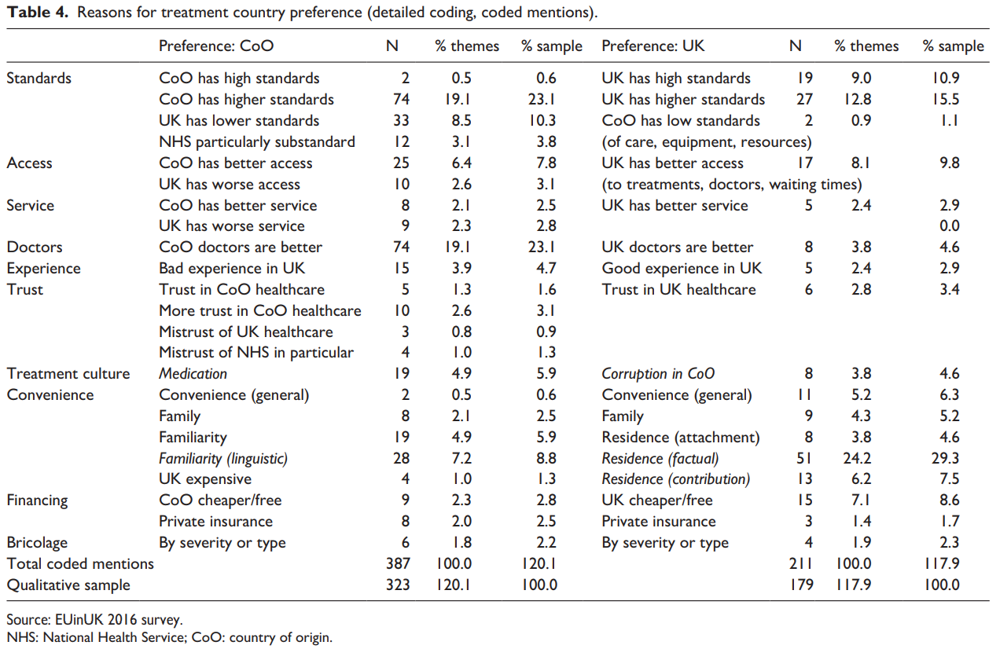 Table 4. Reasons for treatment country preference (detailed coding, coded mentions).
Preference: CoO N % themes % sample Preference: UK N % themes % sample
Standards CoO has high standards 2 0.5 0.6 UK has high standards 19 9.0 10.9
CoO has higher standards 74 19.1 23.1 UK has higher standards 27 12.8 15.5
UK has lower standards 33 8.5 10.3 CoO has low standards 2 0.9 1.1
NHS particularly substandard 12 3.1 3.8 (of care, equipment, resources)
Access CoO has better access 25 6.4 7.8 UK has better access 17 8.1 9.8
UK has worse access 10 2.6 3.1 (to treatments, doctors, waiting times)
Service CoO has better service 8 2.1 2.5 UK has better service 5 2.4 2.9
UK has worse service 9 2.3 2.8 0.0
Doctors CoO doctors are better 74 19.1 23.1 UK doctors are better 8 3.8 4.6
Experience Bad experience in UK 15 3.9 4.7 Good experience in UK 5 2.4 2.9
Trust Trust in CoO healthcare 5 1.3 1.6 Trust in UK healthcare 6 2.8 3.4
More trust in CoO healthcare 10 2.6 3.1
Mistrust of UK healthcare 3 0.8 0.9
Mistrust of NHS in particular 4 1.0 1.3
Treatment culture Medication 19 4.9 5.9 Corruption in CoO 8 3.8 4.6
Convenience Convenience (general) 2 0.5 0.6 Convenience (general) 11 5.2 6.3
Family 8 2.1 2.5 Family 9 4.3 5.2
Familiarity 19 4.9 5.9 Residence (attachment) 8 3.8 4.6
Familiarity (linguistic) 28 7.2 8.8 Residence (factual) 51 24.2 29.3
UK expensive 4 1.0 1.3 Residence (contribution) 13 6.2 7.5
Financing CoO cheaper/free 9 2.3 2.8 UK cheaper/free 15 7.1 8.6
Private insurance 8 2.0 2.5 Private insurance 3 1.4 1.7
Bricolage By severity or type 6 1.8 2.2 By severity or type 4 1.9 2.3
Total coded mentions 387 100.0 120.1 211 100.0 117.9
Qualitative sample 323 120.1 100.0 179 117.9 100.0
Source: EUinUK 2016 survey.
NHS: National Health Service; CoO: country of origin.